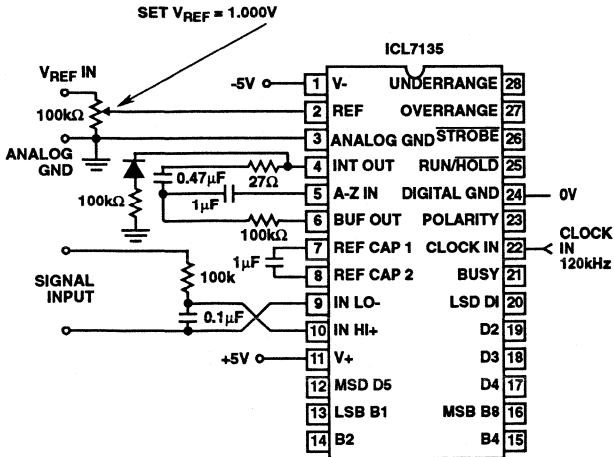 SET VREF = 1.000V
ICL7135
VREF IN
100kΩ
ANALOG
GND
-5V
100kΩ
0.47µF
27Ω
1µF
100kΩ
1µF
SIGNAL
INPUT
100k
0.1µF
+5V
1 V- UNDERRANGE 28
2 REF OVERRANGE 27
3 ANALOG GND STROBE 26
4 INT OUT RUN/HOLD 25
5 A-Z IN DIGITAL GND 24 0V
6 BUF OUT POLARITY 23
7 REF CAP 1 CLOCK IN 22
8 REF CAP 2 BUSY 21
9 IN LO- LSD DI 20
10 IN HI+ D2 19
11 V+ D3 18
12 MSD D5 D4 17
13 LSB B1 MSB B8 16
14 B2 B4 15
CLOCK
IN
120kHz